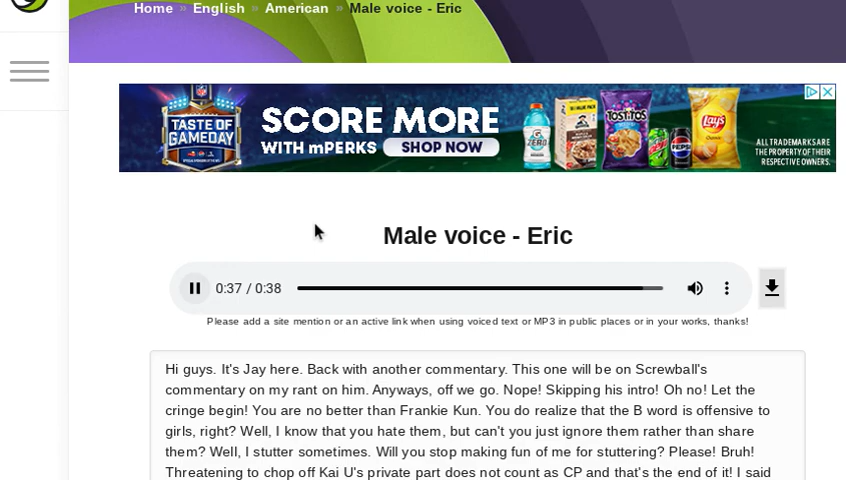 Home » English » American » Male voice - Eric
NFL
TASTE OF
GAMEDAY
SCORE MORE
WITH mPERKS SHOP NOW
ZERO
TOSTITOS
PEPSI
Lay's
ALL TRADEMARKS ARE
THE PROPERTY OF THEIR
RESPECTIVE OWNERS.
Male voice - Eric
0:37 / 0:38
Please add a site mention or an active link when using voiced text or MP3 in public places or in your works, thanks!
Hi guys. It's Jay here. Back with another commentary. This one will be on Screwball's
commentary on my rant on him. Anyways, off we go. Nope! Skipping his intro! Oh no! Let the
cringe begin! You are no better than Frankie Kun. You do realize that the B word is offensive to
girls, right? Well, I know that you hate them, but can't you just ignore them rather than share
them? Well, I stutter sometimes. Will you stop making fun of me for stuttering? Please! Bruh!
Threatening to chop off Kai U's private part does not count as CP and that's the end of it! I said